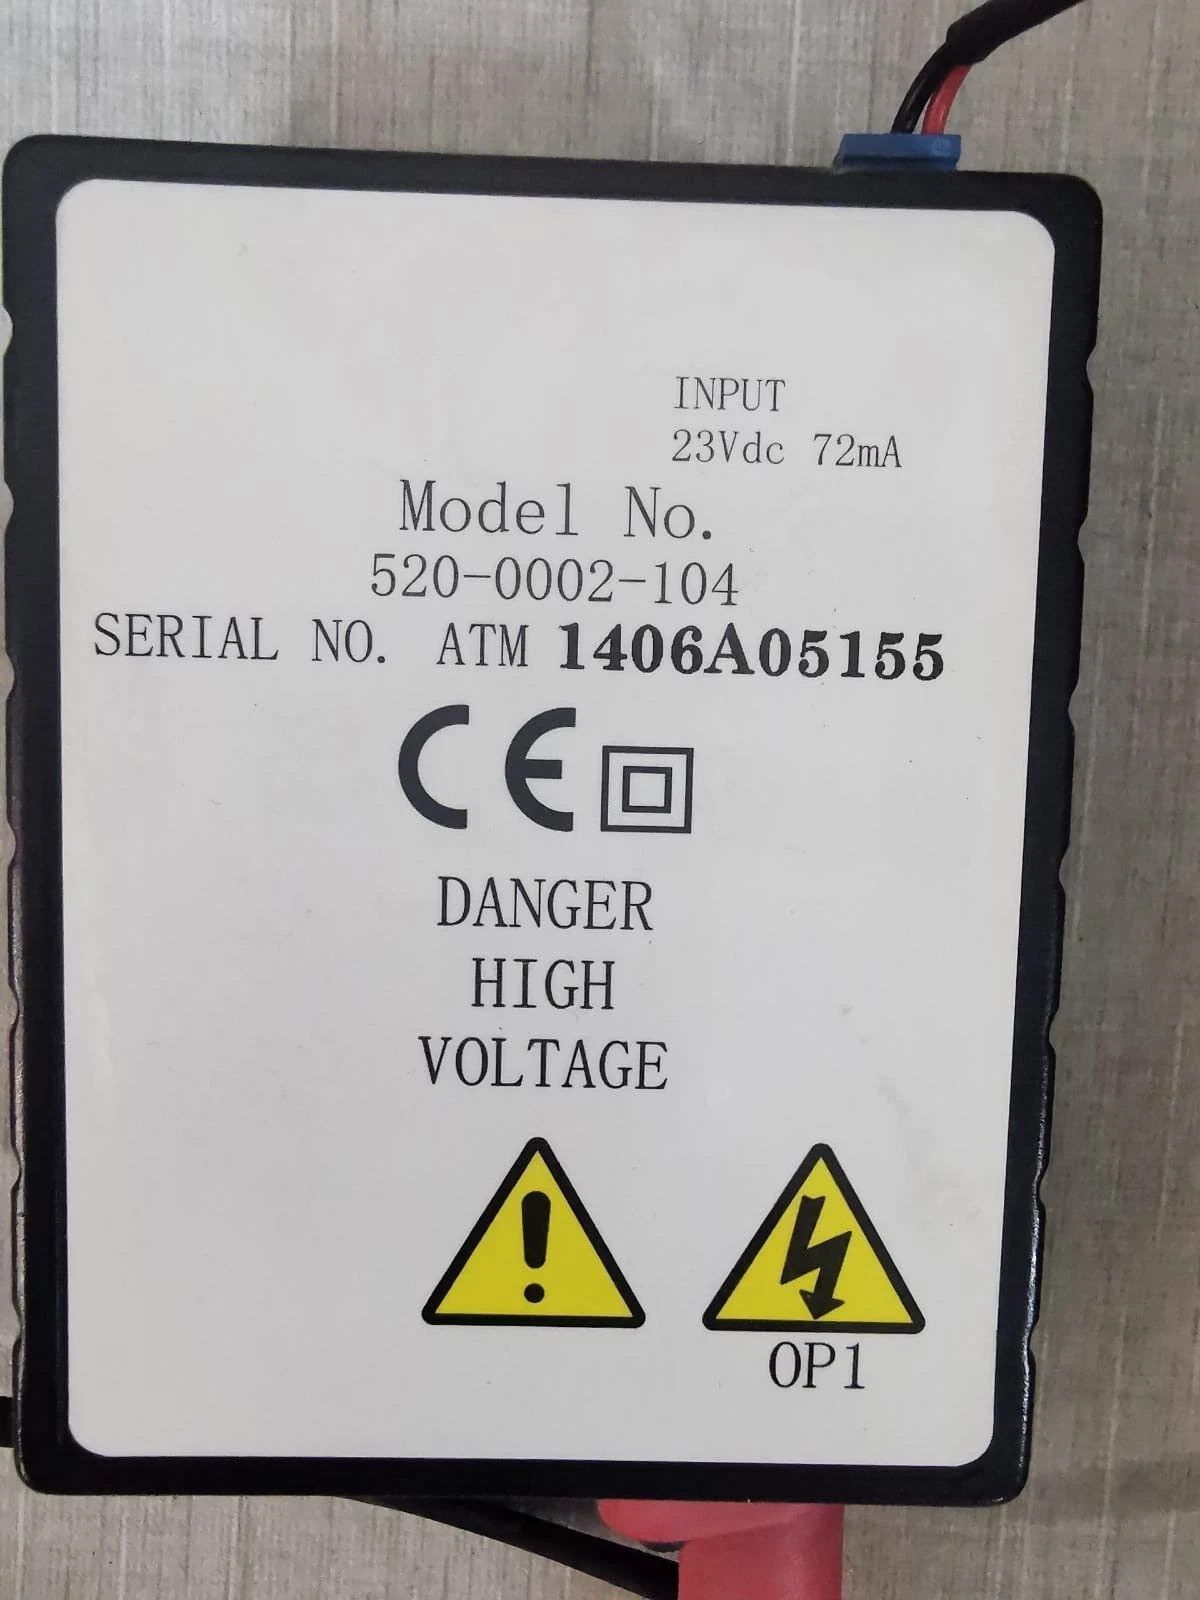 INPUT
23Vdc 72mA
Model No.
520-0002-104
SERIAL NO. ATM 1406A05155
CE
DANGER
HIGH
VOLTAGE
OP1